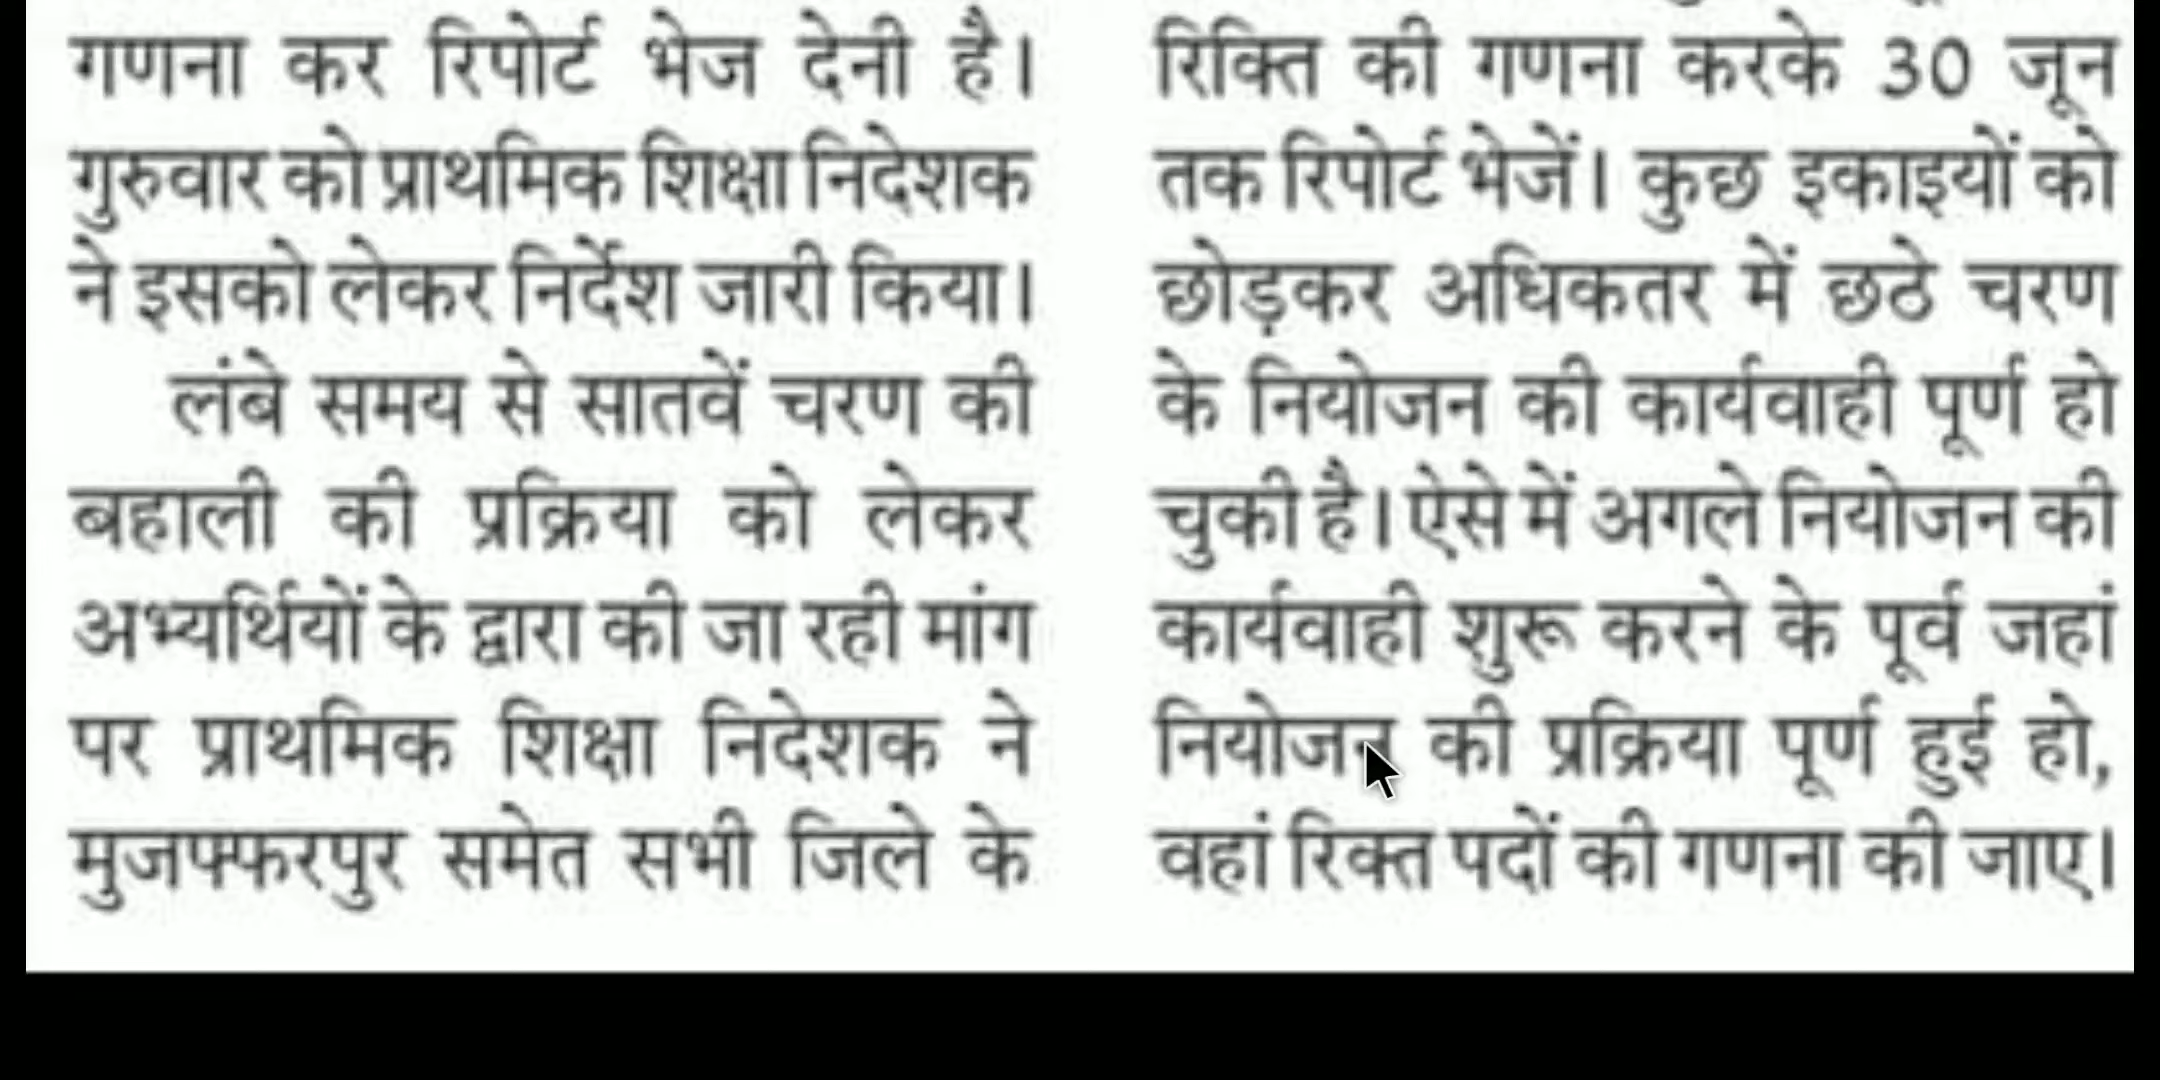 गणना कर रिपोर्ट भेज देनी है।
गुरुवार को प्राथमिक शिक्षा निदेशक
ने इसको लेकर निर्देश जारी किया।
लंबे समय से सातवें चरण की
बहाली की प्रक्रिया को लेकर
अभ्यर्थियों के द्वारा की जा रही मांग
पर प्राथमिक शिक्षा निदेशक ने
मुजफ्फरपुर समेत सभी जिले के
रिक्ति की गणना करके 30 जून
तक रिपोर्ट भेजें। कुछ इकाइयों को
छोड़कर अधिकतर में छठे चरण
के नियोजन की कार्यवाही पूर्ण हो
चुकी है। ऐसे में अगले नियोजन की
कार्यवाही शुरू करने के पूर्व जहां
नियोजन की प्रक्रिया पूर्ण हुई हो,
वहां रिक्त पदों की गणना की जाए।